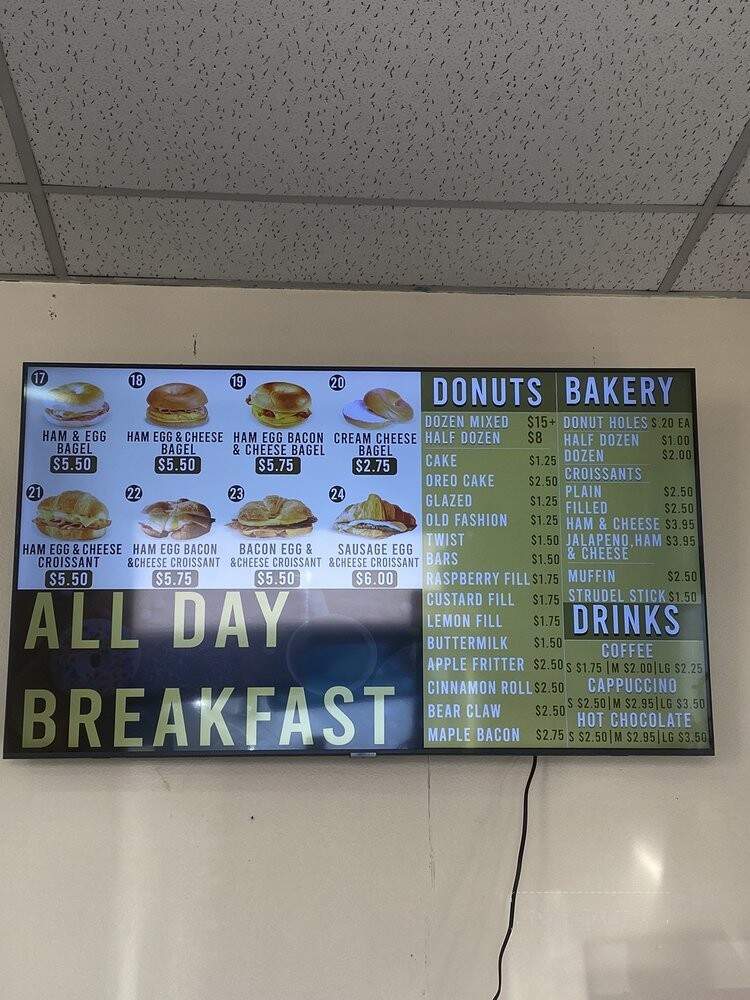 17
HAM & EGG
BAGEL
$5.50
18
HAM EGG & CHEESE
BAGEL
$5.50
19
HAM EGG BACON
& CHEESE BAGEL
$5.75
20
CREAM CHEESE
BAGEL
$2.75
21
HAM EGG & CHEESE
CROISSANT
$5.50
22
HAM EGG BACON
&CHEESE CROISSANT
$5.75
23
BACON EGG &
&CHEESE CROISSANT
$5.50
24
SAUSAGE EGG
&CHEESE CROISSANT
$6.00
ALL DAY
BREAKFAST
DONUTS
DOZEN MIXED $15+
HALF DOZEN $8
CAKE $1.25
OREO CAKE $2.50
GLAZED $1.25
OLD FASHION $1.25
TWIST $1.50
BARS $1.50
RASPBERRY FILL $1.75
CUSTARD FILL $1.75
LEMON FILL $1.75
BUTTERMILK $1.50
APPLE FRITTER $2.50
CINNAMON ROLL $2.50
BEAR CLAW $2.50
MAPLE BACON $2.75
BAKERY
DONUT HOLES $.20 EA
HALF DOZEN $1.00
DOZEN $2.00
CROISSANTS
PLAIN $2.50
FILLED $2.50
HAM & CHEESE $3.95
JALAPENO,HAM $3.95
& CHEESE
MUFFIN $2.50
STRUDEL STICK $1.50
DRINKS
COFFEE
S $1.75 | M $2.00 | LG $2.25
CAPPUCCINO
S $2.50 | M $2.95 | LG $3.50
HOT CHOCOLATE
S $2.50 | M $2.95 | LG $3.50